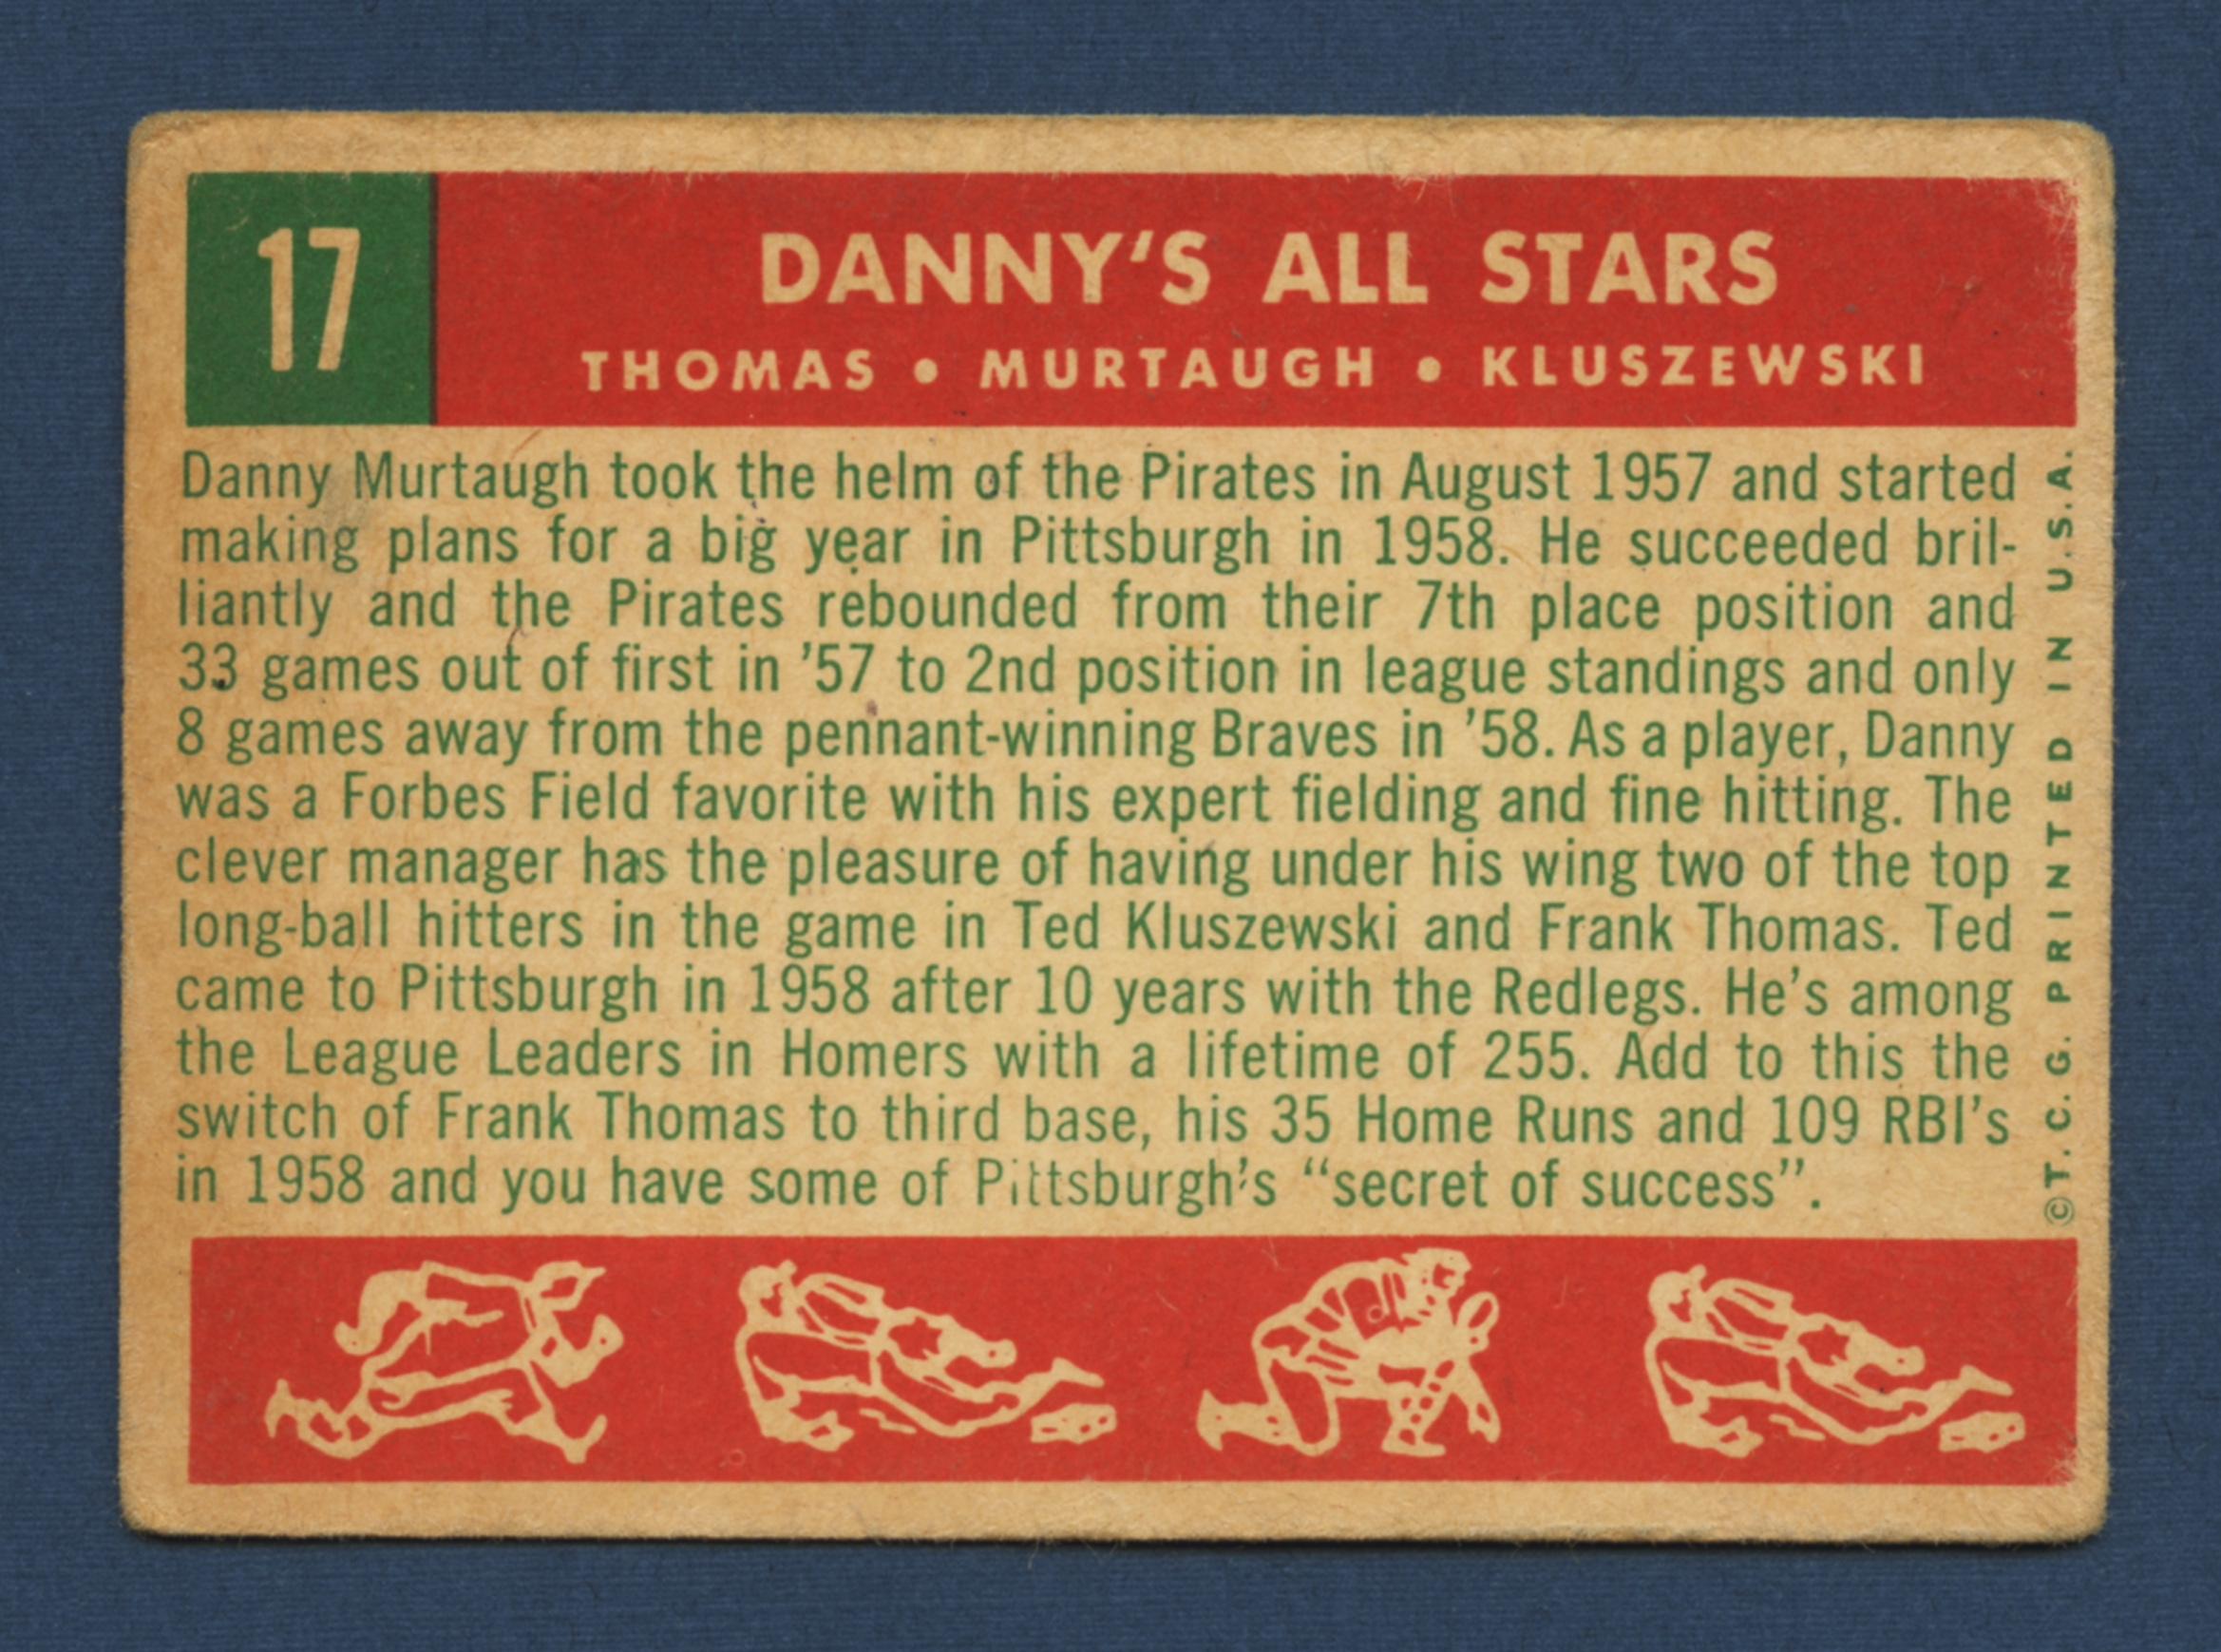 17
DANNY'S ALL STARS
THOMAS • MURTAUGH • KLUSZEWSKI
Danny Murtaugh took the helm of the Pirates in August 1957 and started
making plans for a big year in Pittsburgh in 1958. He succeeded bril-
liantly and the Pirates rebounded from their 7th place position and
33 games out of first in '57 to 2nd position in league standings and only
8 games away from the pennant-winning Braves in '58. As a player, Danny
was a Forbes Field favorite with his expert fielding and fine hitting. The
clever manager has the pleasure of having under his wing two of the top
long-ball hitters in the game in Ted Kluszewski and Frank Thomas. Ted
came to Pittsburgh in 1958 after 10 years with the Redlegs. He's among
the League Leaders in Homers with a lifetime of 255. Add to this the
switch of Frank Thomas to third base, his 35 Home Runs and 109 RBI's
in 1958 and you have some of Pittsburgh's “secret of success”.
©T.C.G. PRINTED IN U.S.A.